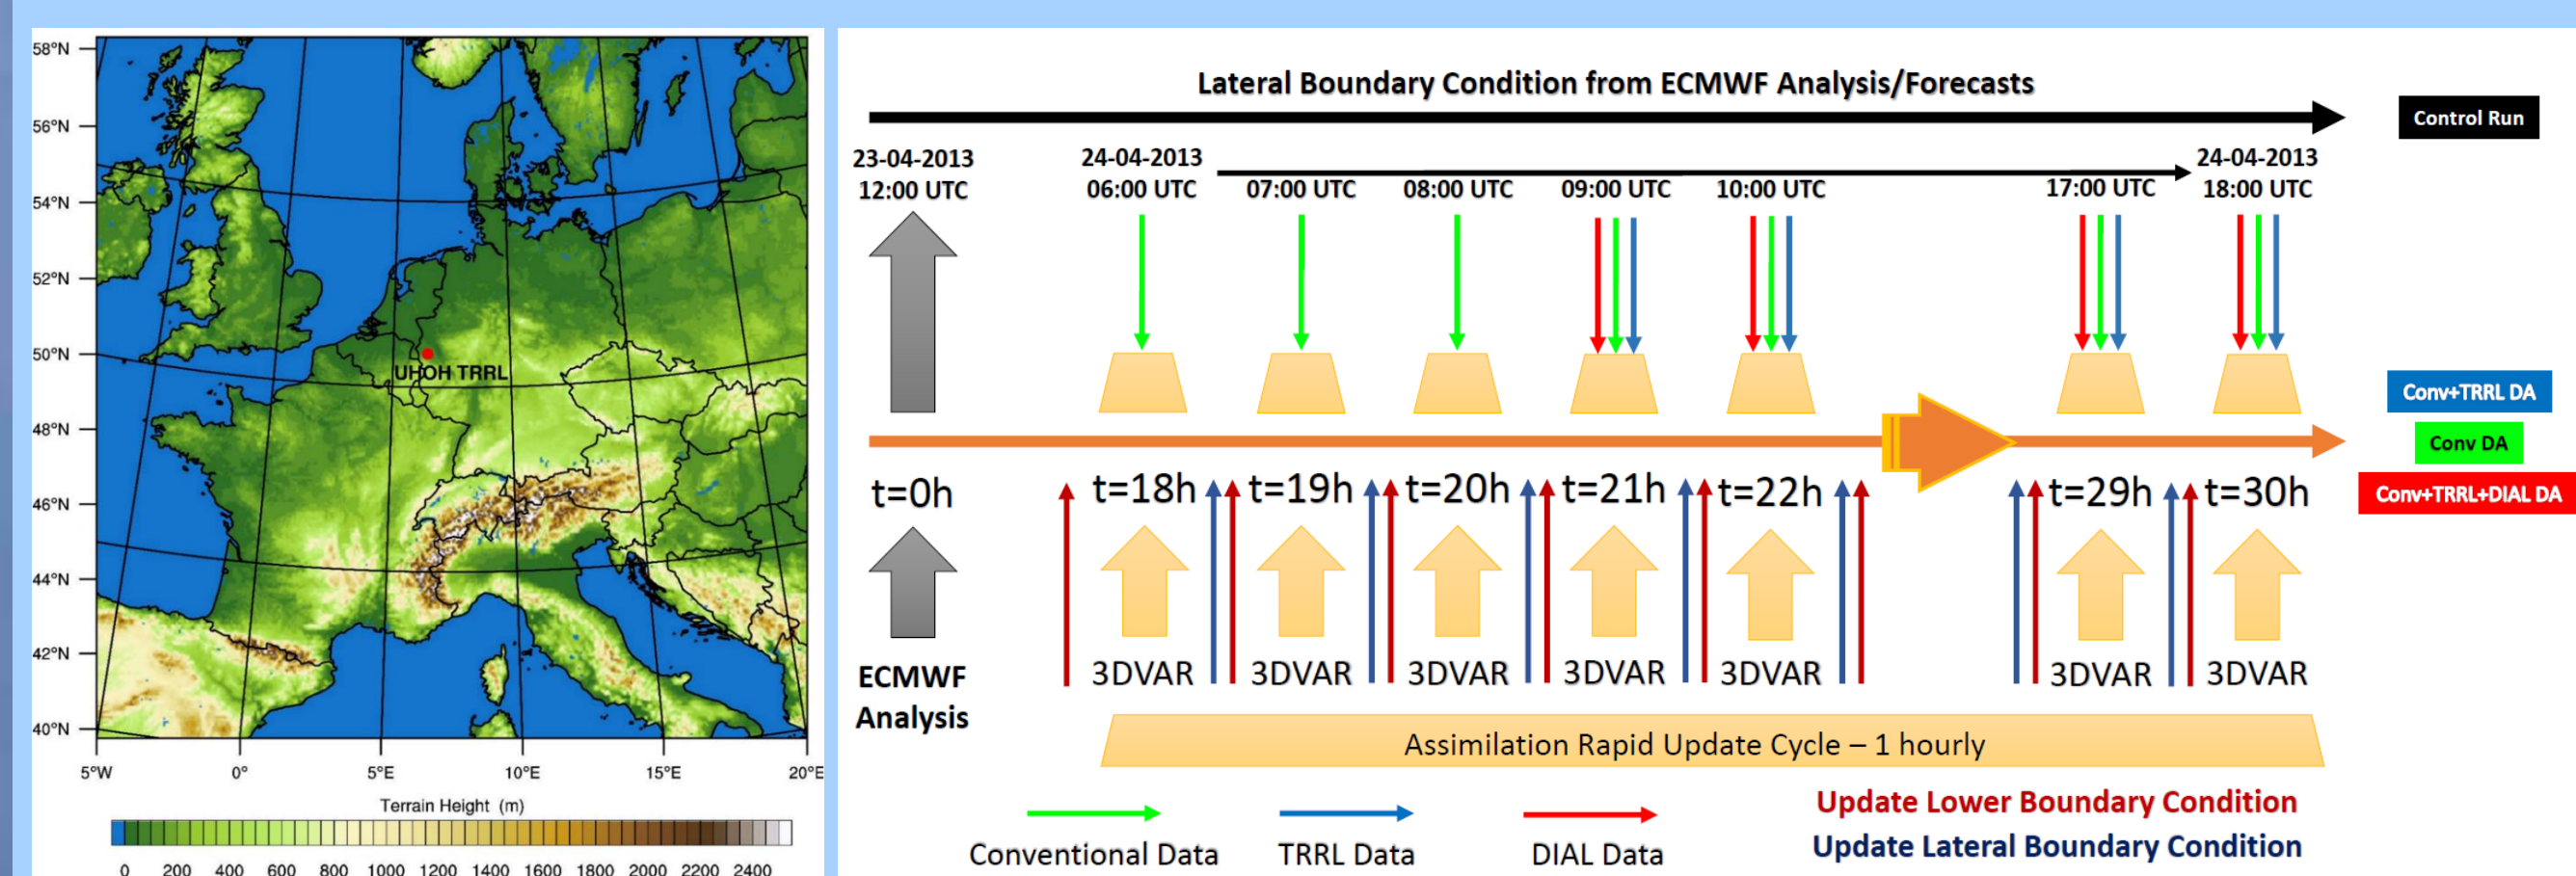 58°N
56°N
54°N
52°N
50°N
48°N
46°N
44°N
42°N
40°N
UHOH TRRL
5°W 0° 5°E 10°E 15°E 20°E
Terrain Height (m)
0 200 400 600 800 1000 1200 1400 1600 1800 2000 2200 2400
Lateral Boundary Condition from ECMWF Analysis/Forecasts
Control Run
23-04-2013 24-04-2013 24-04-2013
12:00 UTC 06:00 UTC 07:00 UTC 08:00 UTC 09:00 UTC 10:00 UTC 17:00 UTC 18:00 UTC
Conv+TRRL DA
Conv DA
Conv+TRRL+DIAL DA
t=0h t=18h t=19h t=20h t=21h t=22h t=29h t=30h
ECMWF 3DVAR 3DVAR 3DVAR 3DVAR 3DVAR 3DVAR 3DVAR
Analysis
Assimilation Rapid Update Cycle – 1 hourly
Update Lower Boundary Condition
Conventional Data TRRL Data DIAL Data Update Lateral Boundary Condition